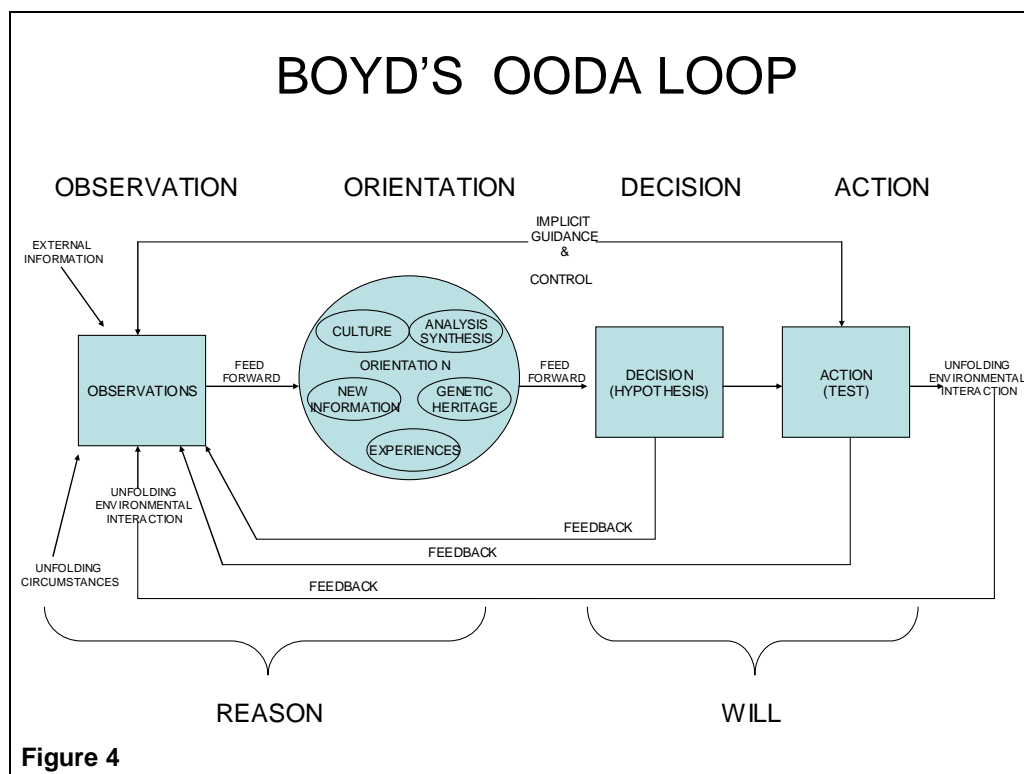 BOYD'S OODA LOOP
OBSERVATION
ORIENTATION
DECISION
ACTION
IMPLICIT
GUIDANCE
&
CONTROL
EXTERNAL
INFORMATION
OBSERVATIONS
FEED
FORWARD
CULTURE
ANALYSIS
SYNTHESIS
ORIENTATIO N
NEW
INFORMATION
GENETIC
HERITAGE
EXPERIENCES
FEED
FORWARD
DECISION
(HYPOTHESIS)
ACTION
(TEST)
UNFOLDING
ENVIRONMENTAL
INTERACTION
UNFOLDING
ENVIRONMENTAL
INTERACTION
UNFOLDING
CIRCUMSTANCES
FEEDBACK
FEEDBACK
FEEDBACK
REASON
WILL
Figure 4